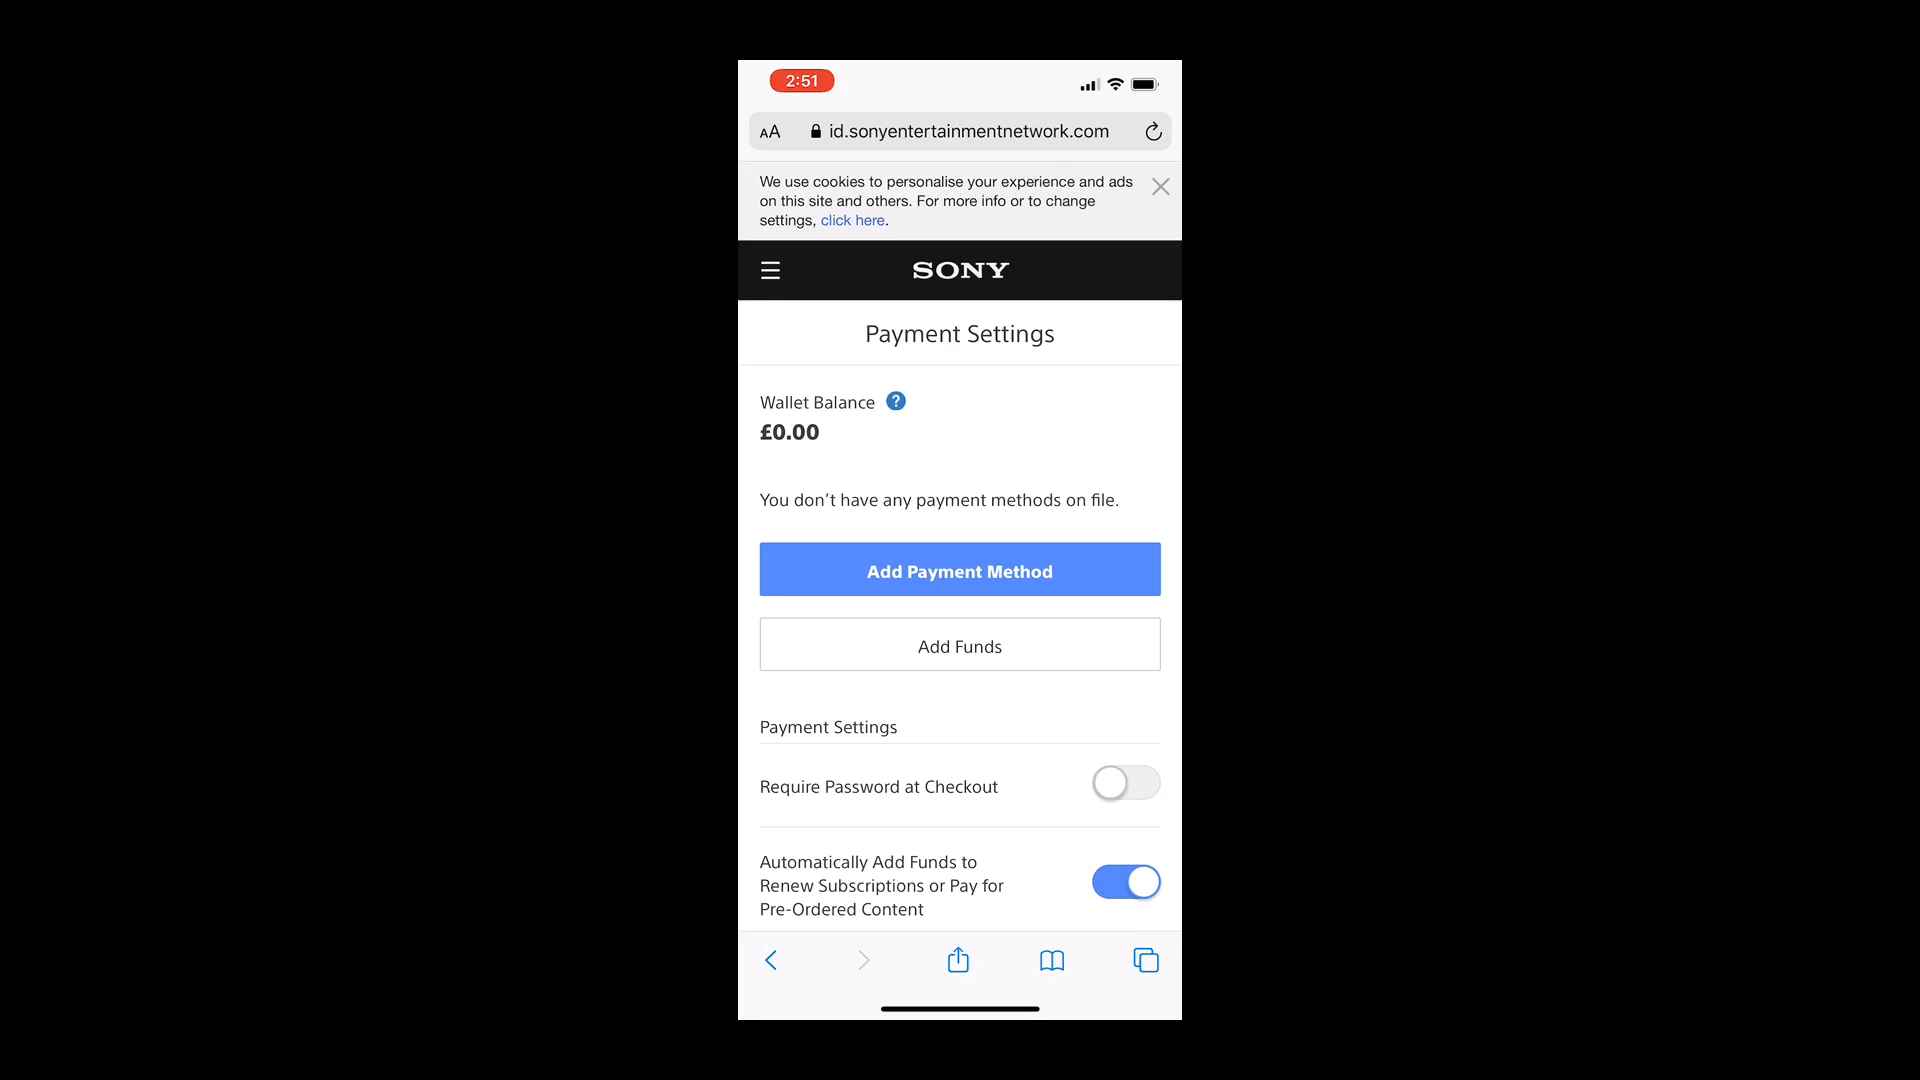 2:51
AA id.sonyentertainmentnetwork.com
We use cookies to personalise your experience and ads
on this site and others. For more info or to change
settings, click here.
SONY
Payment Settings
Wallet Balance ?
£0.00
You don't have any payment methods on file.
Add Payment Method
Add Funds
Payment Settings
Require Password at Checkout
Automatically Add Funds to
Renew Subscriptions or Pay for
Pre-Ordered Content